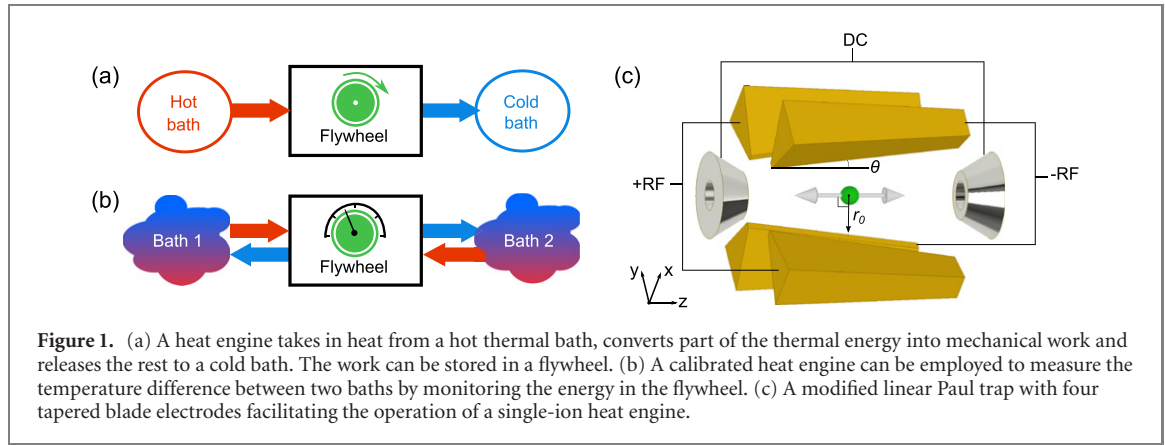 (a)
Hot
bath
Flywheel
Cold
bath
(b)
Bath 1
Flywheel
Bath 2
(c)
DC
θ
+RF
-RF
r0
y
x
z
Figure 1. (a) A heat engine takes in heat from a hot thermal bath, converts part of the thermal energy into mechanical work and
releases the rest to a cold bath. The work can be stored in a flywheel. (b) A calibrated heat engine can be employed to measure the
temperature difference between two baths by monitoring the energy in the flywheel. (c) A modified linear Paul trap with four
tapered blade electrodes facilitating the operation of a single-ion heat engine.